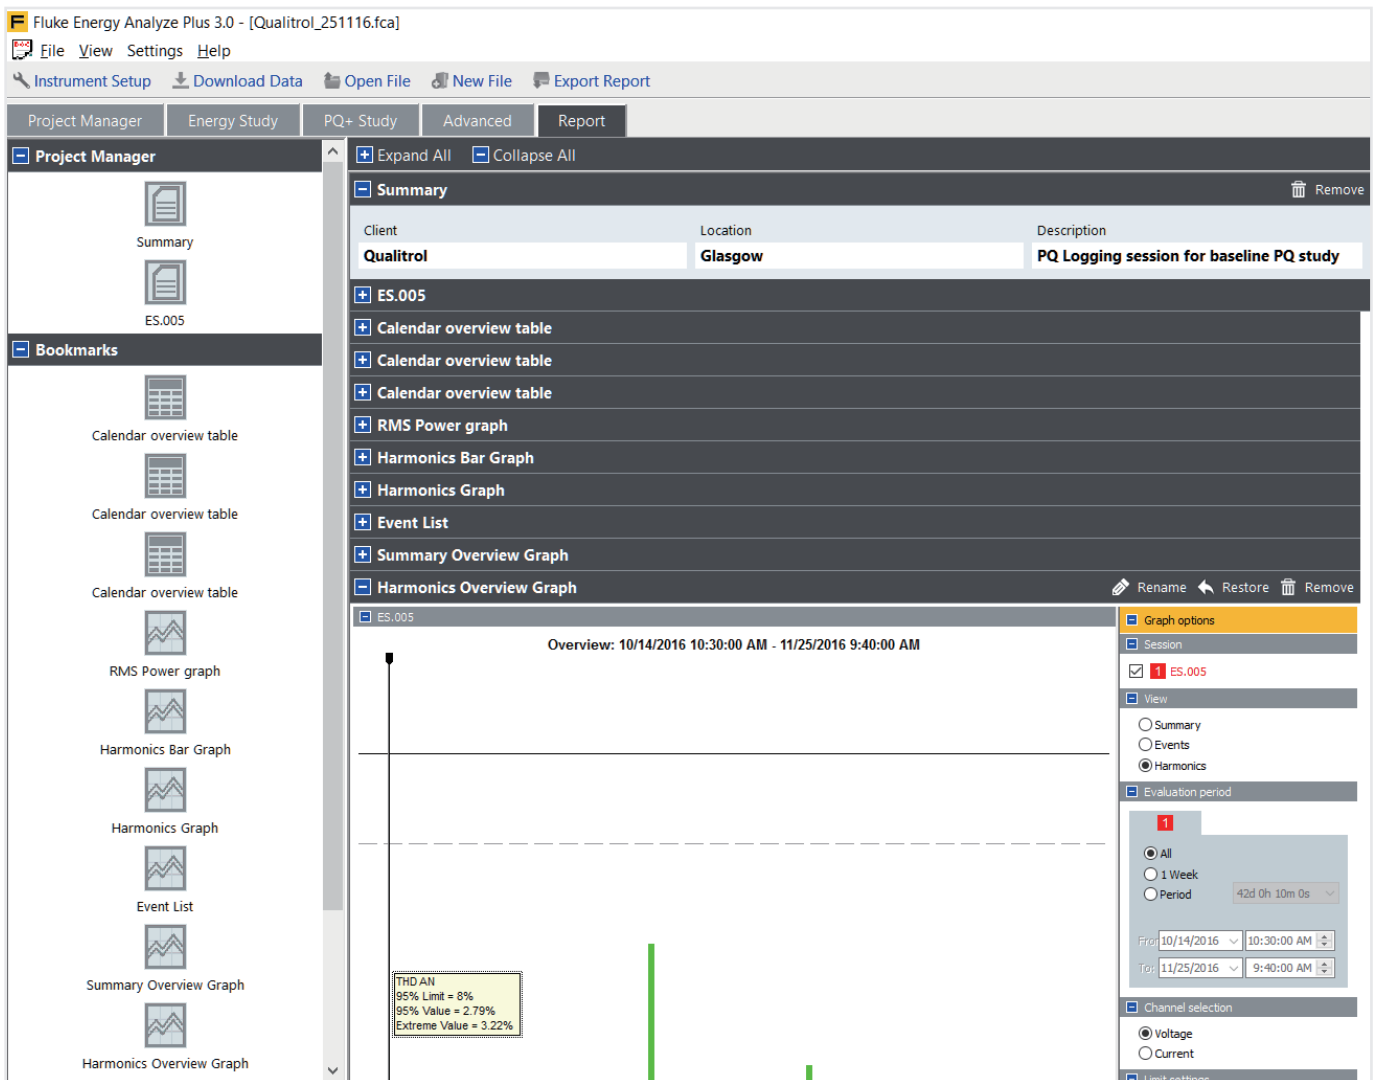 Fluke Energy Analyze Plus 3.0 - [Qualitrol_251116.fca]
File View Settings Help
Instrument Setup Download Data Open File New File Export Report
Project Manager Energy Study PQ+ Study Advanced Report
Project Manager
Summary
ES.005
Bookmarks
Calendar overview table
Calendar overview table
Calendar overview table
RMS Power graph
Harmonics Bar Graph
Harmonics Graph
Event List
Summary Overview Graph
Harmonics Overview Graph
Expand All Collapse All
Summary Remove
Client Location Description
Qualitrol Glasgow PQ Logging session for baseline PQ study
ES.005
Calendar overview table
Calendar overview table
Calendar overview table
RMS Power graph
Harmonics Bar Graph
Harmonics Graph
Event List
Summary Overview Graph
Harmonics Overview Graph Rename Restore Remove
ES.005
Overview: 10/14/2016 10:30:00 AM - 11/25/2016 9:40:00 AM
THD AN
95% Limit = 8%
95% Value = 2.79%
Extreme Value = 3.22%
Graph options
Session
1 ES.005
View
Summary
Events
Harmonics
Evaluation period
1
All
1 Week
Period 42d 0h 10m 0s
Fro 10/14/2016 10:30:00 AM
To: 11/25/2016 9:40:00 AM
Channel selection
Voltage
Current
Limit settings